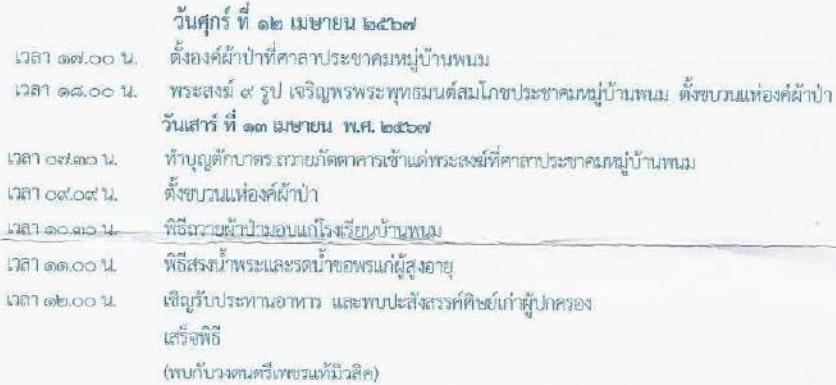 วันศุกร์ ที่ ๑๒ เมษายน ๒๕๖๗
เวลา ๑๗.๐๐ น. ตั้งองค์ผ้าป่าที่ศาลาประชาคมหมู่บ้านพนม
เวลา ๑๘.๐๐ น. พระสงฆ์ ๙ รูป เจริญพรพระพุทธมนต์สมโภชประชาคมหมู่บ้านพนม ตั้งขบวนแห่องค์ผ้าป่า
วันเสาร์ ที่ ๑๓ เมษายน พ.ศ. ๒๕๖๗
เวลา ๐๗.๓๐ น. ทำบุญตักบาตร ถวายภัตตาคารเช้าแด่พระสงฆ์ที่ศาลาประชาคมหมู่บ้านพนม
เวลา ๐๙.๐๙ น. ตั้งขบวนแห่องค์ผ้าป่า
เวลา ๑๐.๓๐ น. พิธีถวายผ้าป่ามอบแก่โรงเรียนบ้านพนม
เวลา ๑๑.๐๐ น. พิธีสรงน้ำพระและรดน้ำขอพรแก่ผู้สูงอายุ
เวลา ๑๒.๐๐ น. เชิญรับประทานอาหาร และพบปะสังสรรค์ศิษย์เก่าผู้ปกครอง
เสร็จพิธี
(พบกับวงดนตรีเพชรแท้มิวสิค)